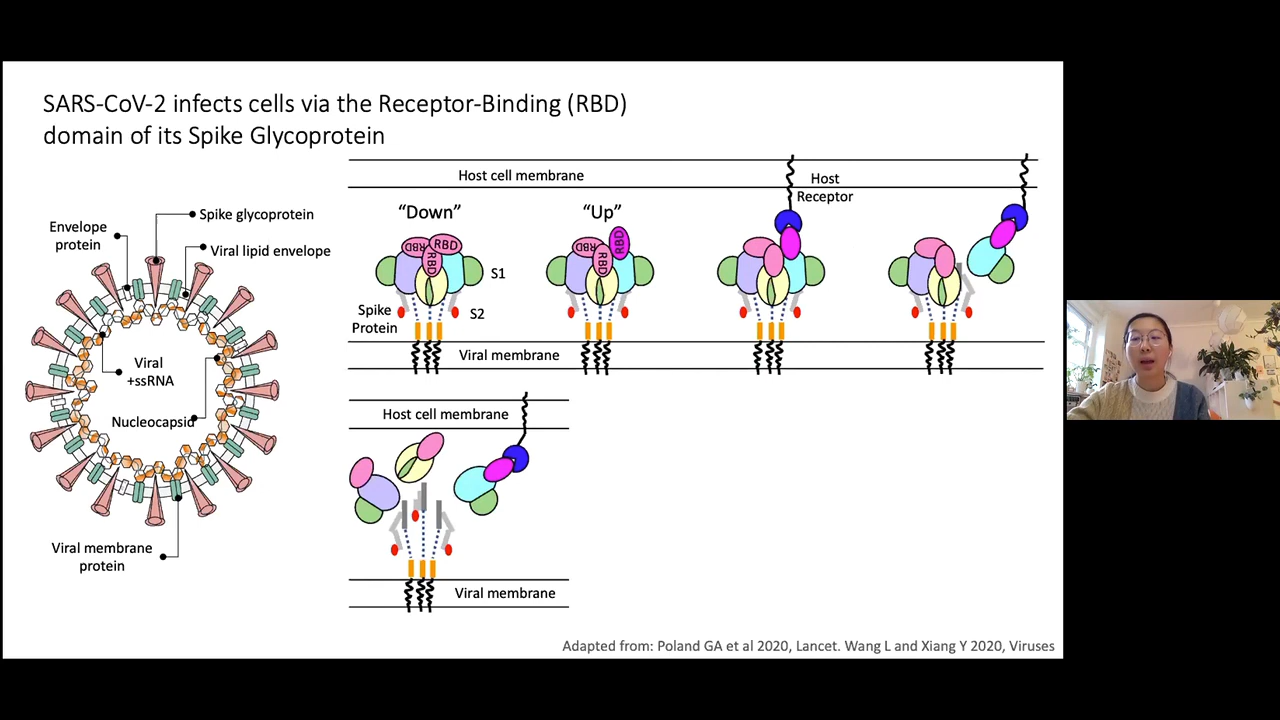 SARS-CoV-2 infects cells via the Receptor-Binding (RBD)
domain of its Spike Glycoprotein
Spike glycoprotein
Envelope
protein
Viral lipid envelope
Viral
+ssRNA
Nucleocapsid
Viral membrane
protein
Host cell membrane
Host
Receptor
“Down”
“Up”
RBD
RBD
RBD
RBD
RBD
RBD
S1
S2
Spike
Protein
Viral membrane
Host cell membrane
Viral membrane
Adapted from: Poland GA et al 2020, Lancet. Wang L and Xiang Y 2020, Viruses